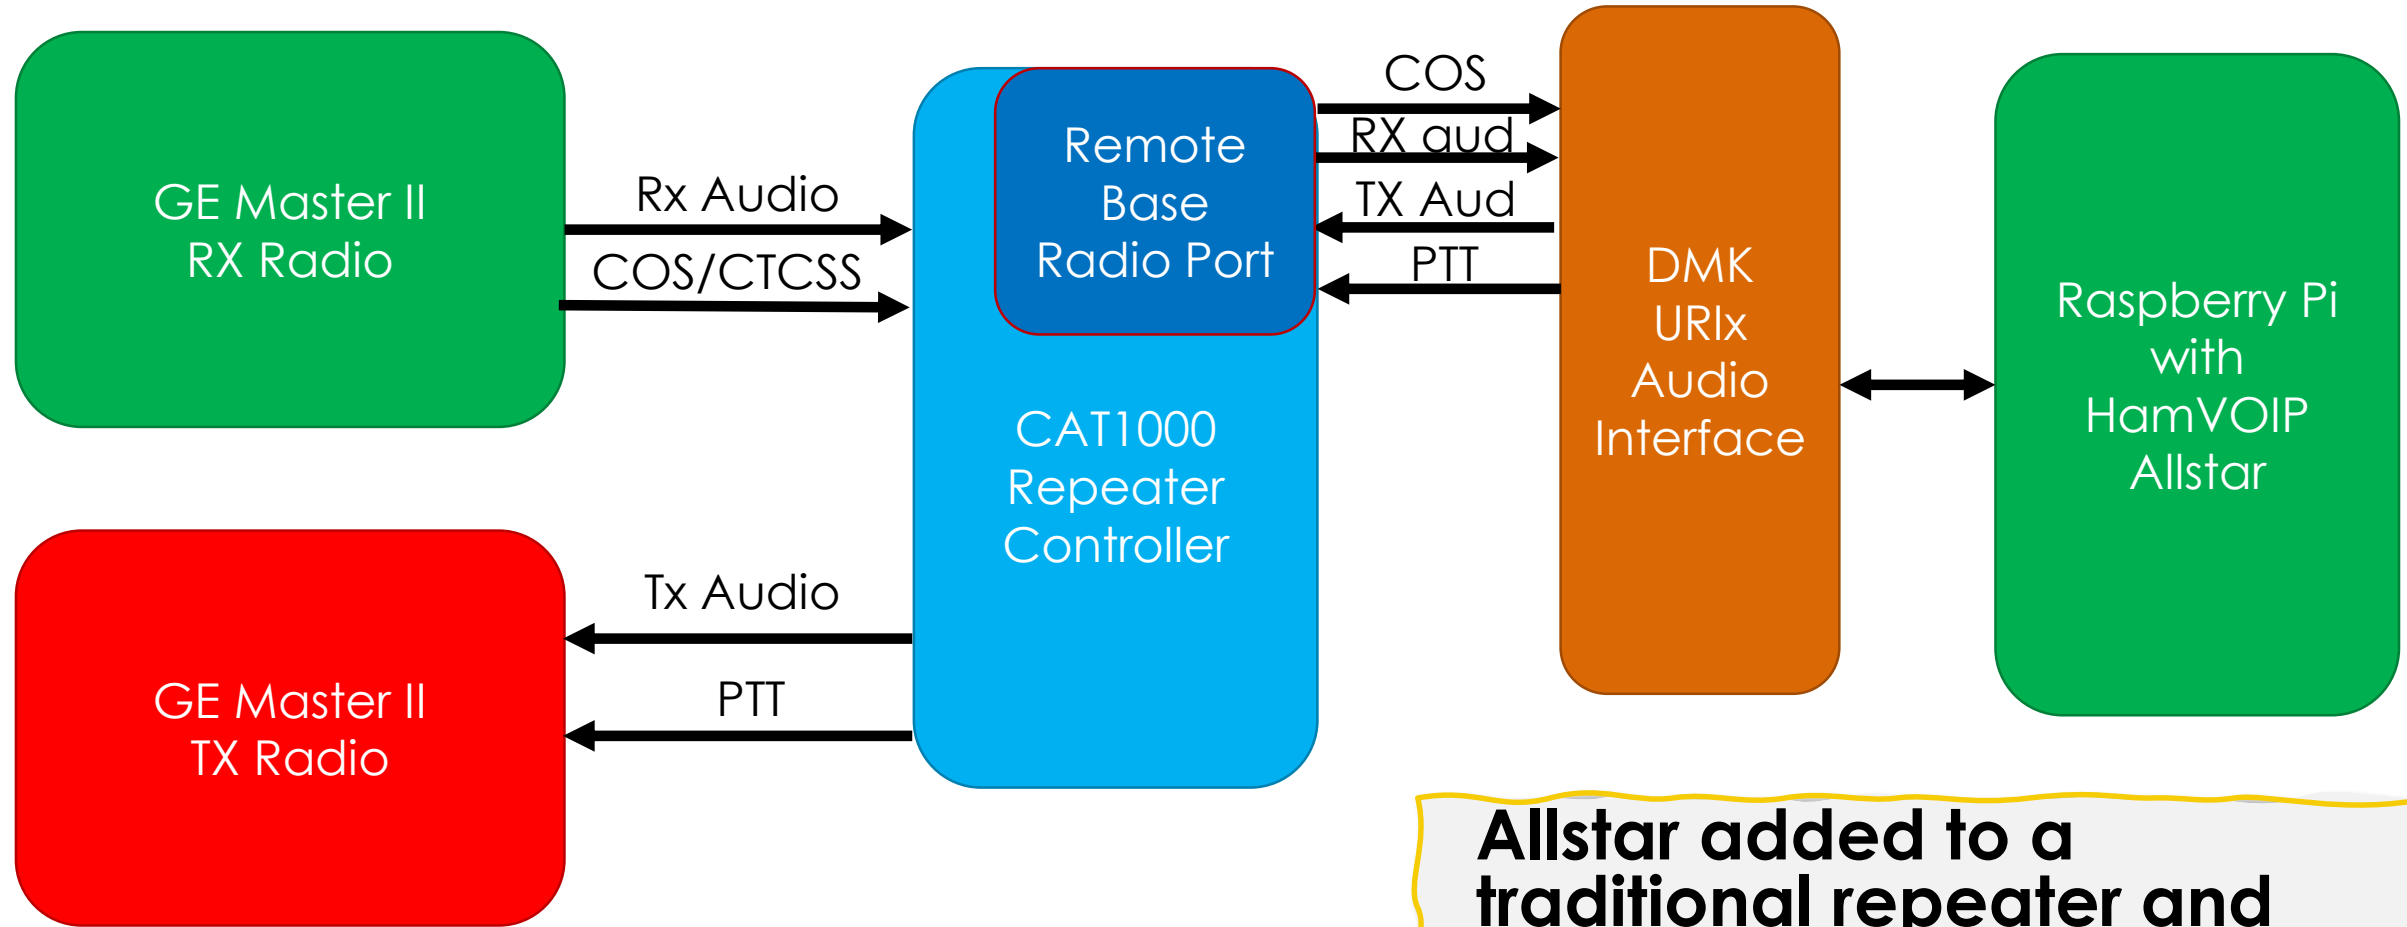 GE Master II
RX Radio
Rx Audio
COS/CTCSS
Remote
Base
Radio Port
CAT1000
Repeater
Controller
COS
RX aud
TX Aud
PTT
DMK
URIx
Audio
Interface
Raspberry Pi
with
HamVOIP
Allstar
GE Master II
TX Radio
Tx Audio
PTT
Allstar added to a
traditional repeater and